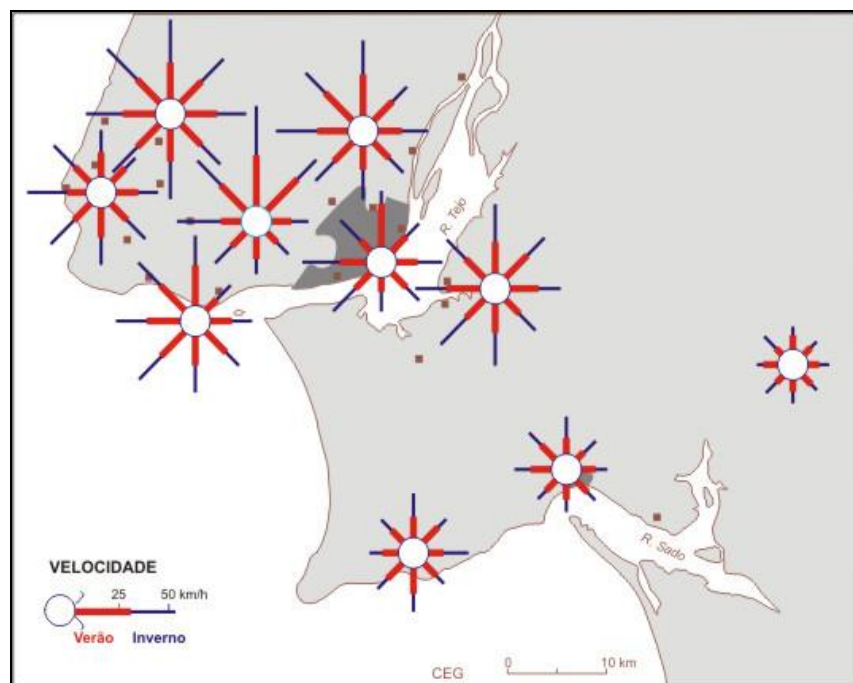 R. Tejo
R. Sado
VELOCIDADE
25 50 km/h
Verão Inverno
CEG
0 10 km